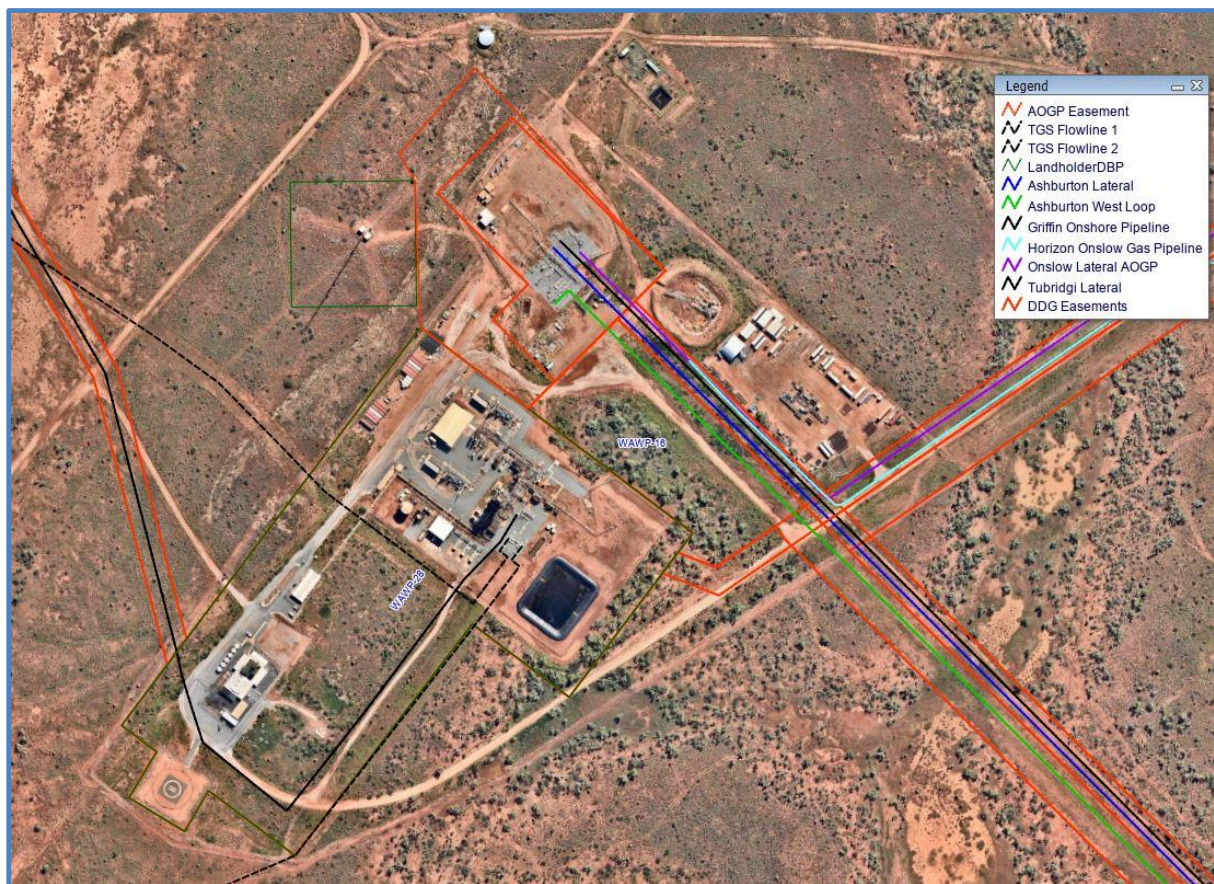 Legend
AOGP Easement
TGS Flowline 1
TGS Flowline 2
LandholderDBP
Ashburton Lateral
Ashburton West Loop
Griffin Onshore Pipeline
Horizon Onslow Gas Pipeline
Onslow Lateral AOGP
Tubridgi Lateral
DDG Easements
WAWP-16
WAWP-28